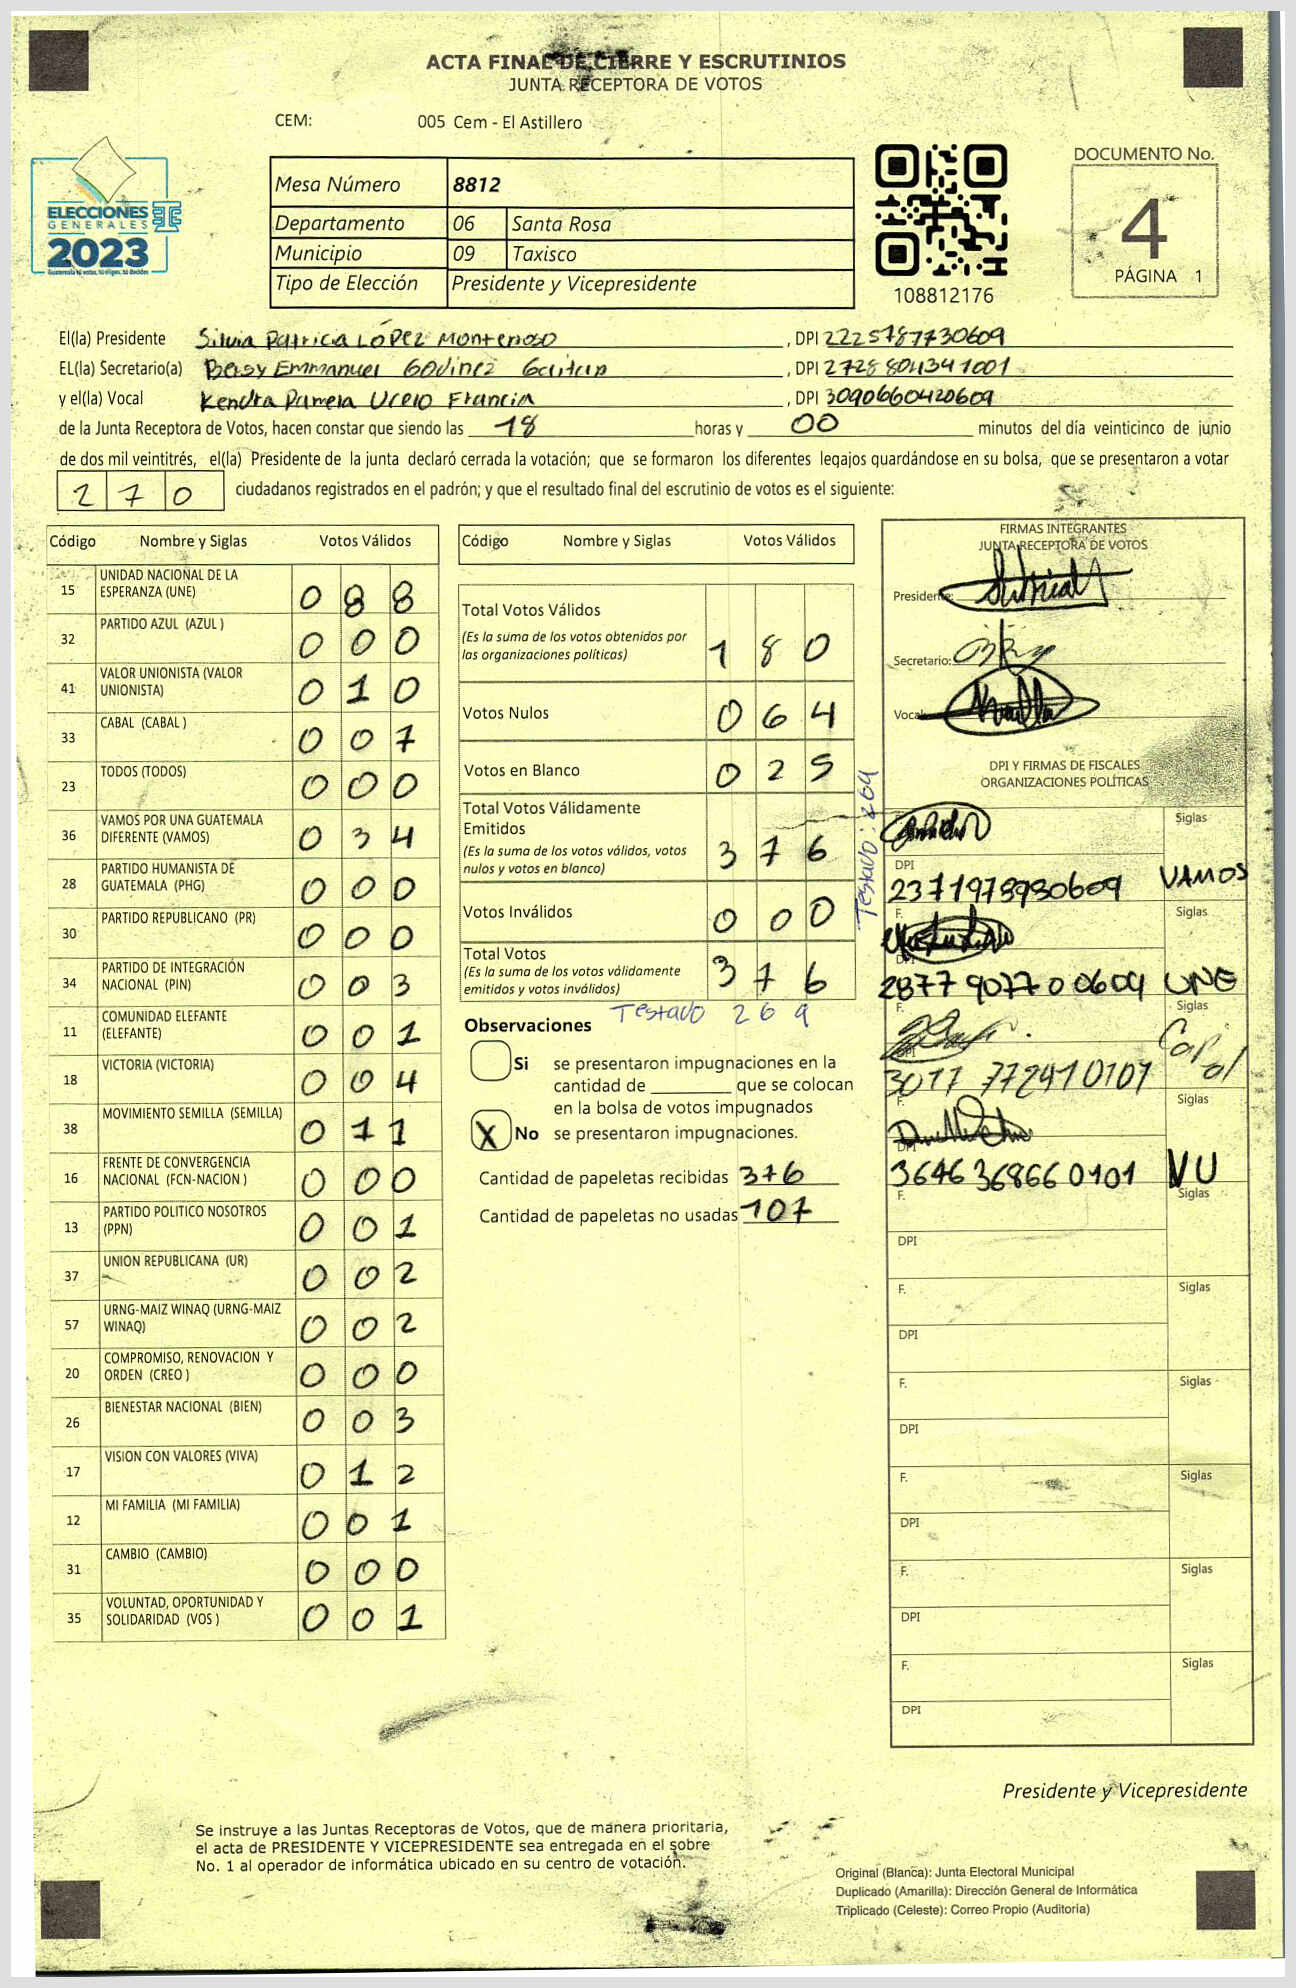 ACTA FINAL DE CIERRE Y ESCRUTINIOS
JUNTA RECEPTORA DE VOTOS
CEM: 005 Cem - El Astillero
ELECCIONES
GENERALES
2023
Guatemala tú votas, tú eliges, tú decides
Mesa Número 8812
Departamento 06 Santa Rosa
Municipio 09 Taxisco
Tipo de Elección Presidente y Vicepresidente
108812176
DOCUMENTO No.
4
PÁGINA 1
El(la) Presidente Silvia Patricia López Monterroso, DPI 2225787730609
EL(la) Secretario(a) Betsy Emmanuel Godinez Gaitan, DPI 2728804341001
y el(la) Vocal Kendra Pamela Ucelo Francia, DPI 3090660420609
de la Junta Receptora de Votos, hacen constar que siendo las 18 horas y 00 minutos del día veinticinco de junio
de dos mil veintitrés, el(la) Presidente de la junta declaró cerrada la votación; que se formaron los diferentes legajos guardándose en su bolsa, que se presentaron a votar
270 ciudadanos registrados en el padrón; y que el resultado final del escrutinio de votos es el siguiente:
Código Nombre y Siglas Votos Válidos
15 UNIDAD NACIONAL DE LA ESPERANZA (UNE) 0 8 8
32 PARTIDO AZUL (AZUL ) 0 0 0
41 VALOR UNIONISTA (VALOR UNIONISTA) 0 1 0
33 CABAL (CABAL ) 0 0 7
23 TODOS (TODOS) 0 0 0
36 VAMOS POR UNA GUATEMALA DIFERENTE (VAMOS) 0 3 4
28 PARTIDO HUMANISTA DE GUATEMALA (PHG) 0 0 0
30 PARTIDO REPUBLICANO (PR) 0 0 0
34 PARTIDO DE INTEGRACIÓN NACIONAL (PIN) 0 0 3
11 COMUNIDAD ELEFANTE (ELEFANTE) 0 0 1
18 VICTORIA (VICTORIA) 0 0 4
38 MOVIMIENTO SEMILLA (SEMILLA) 0 1 1
16 FRENTE DE CONVERGENCIA NACIONAL (FCN-NACION ) 0 0 0
13 PARTIDO POLITICO NOSOTROS (PPN) 0 0 1
37 UNION REPUBLICANA (UR) 0 0 2
57 URNG-MAIZ WINAQ (URNG-MAIZ WINAQ) 0 0 2
20 COMPROMISO, RENOVACION Y ORDEN (CREO ) 0 0 0
26 BIENESTAR NACIONAL (BIEN) 0 0 3
17 VISION CON VALORES (VIVA) 0 1 2
12 MI FAMILIA (MI FAMILIA) 0 0 1
31 CAMBIO (CAMBIO) 0 0 0
35 VOLUNTAD, OPORTUNIDAD Y SOLIDARIDAD (VOS ) 0 0 1
Código Nombre y Siglas Votos Válidos
Total Votos Válidos
(Es la suma de los votos obtenidos por
las organizaciones políticas) 1 8 0
Votos Nulos 0 6 4
Votos en Blanco 0 2 5
Total Votos Válidamente
Emitidos
(Es la suma de los votos válidos, votos
nulos y votos en blanco) 3 7 6
Testado: 269
Votos Inválidos 0 0 0
Total Votos
(Es la suma de los votos válidamente
emitidos y votos inválidos) 3 7 6
Testado 269
Observaciones
Si se presentaron impugnaciones en la
cantidad de ________ que se colocan
en la bolsa de votos impugnados
X No se presentaron impugnaciones.
Cantidad de papeletas recibidas 376
Cantidad de papeletas no usadas 107
FIRMAS INTEGRANTES
JUNTA RECEPTORA DE VOTOS
Presidente:
Secretario:
Vocal:
DPI Y FIRMAS DE FISCALES
ORGANIZACIONES POLÍTICAS
Siglas
DPI
2371978930609 VAMOS
F. Siglas
DPI
2877 90770 0609 UNE
F. Siglas
DPI
3017 772410101
F. Siglas
DPI
3646 368660101 VU
F. Siglas
DPI
F. Siglas
DPI
F. Siglas
DPI
F. Siglas
DPI
F. Siglas
DPI
F. Siglas
DPI
Presidente y Vicepresidente
Se instruye a las Juntas Receptoras de Votos, que de manera prioritaria,
el acta de PRESIDENTE Y VICEPRESIDENTE sea entregada en el sobre
No. 1 al operador de informática ubicado en su centro de votación.
Original (Blanca): Junta Electoral Municipal
Duplicado (Amarilla): Dirección General de Informática
Triplicado (Celeste): Correo Propio (Auditoría)